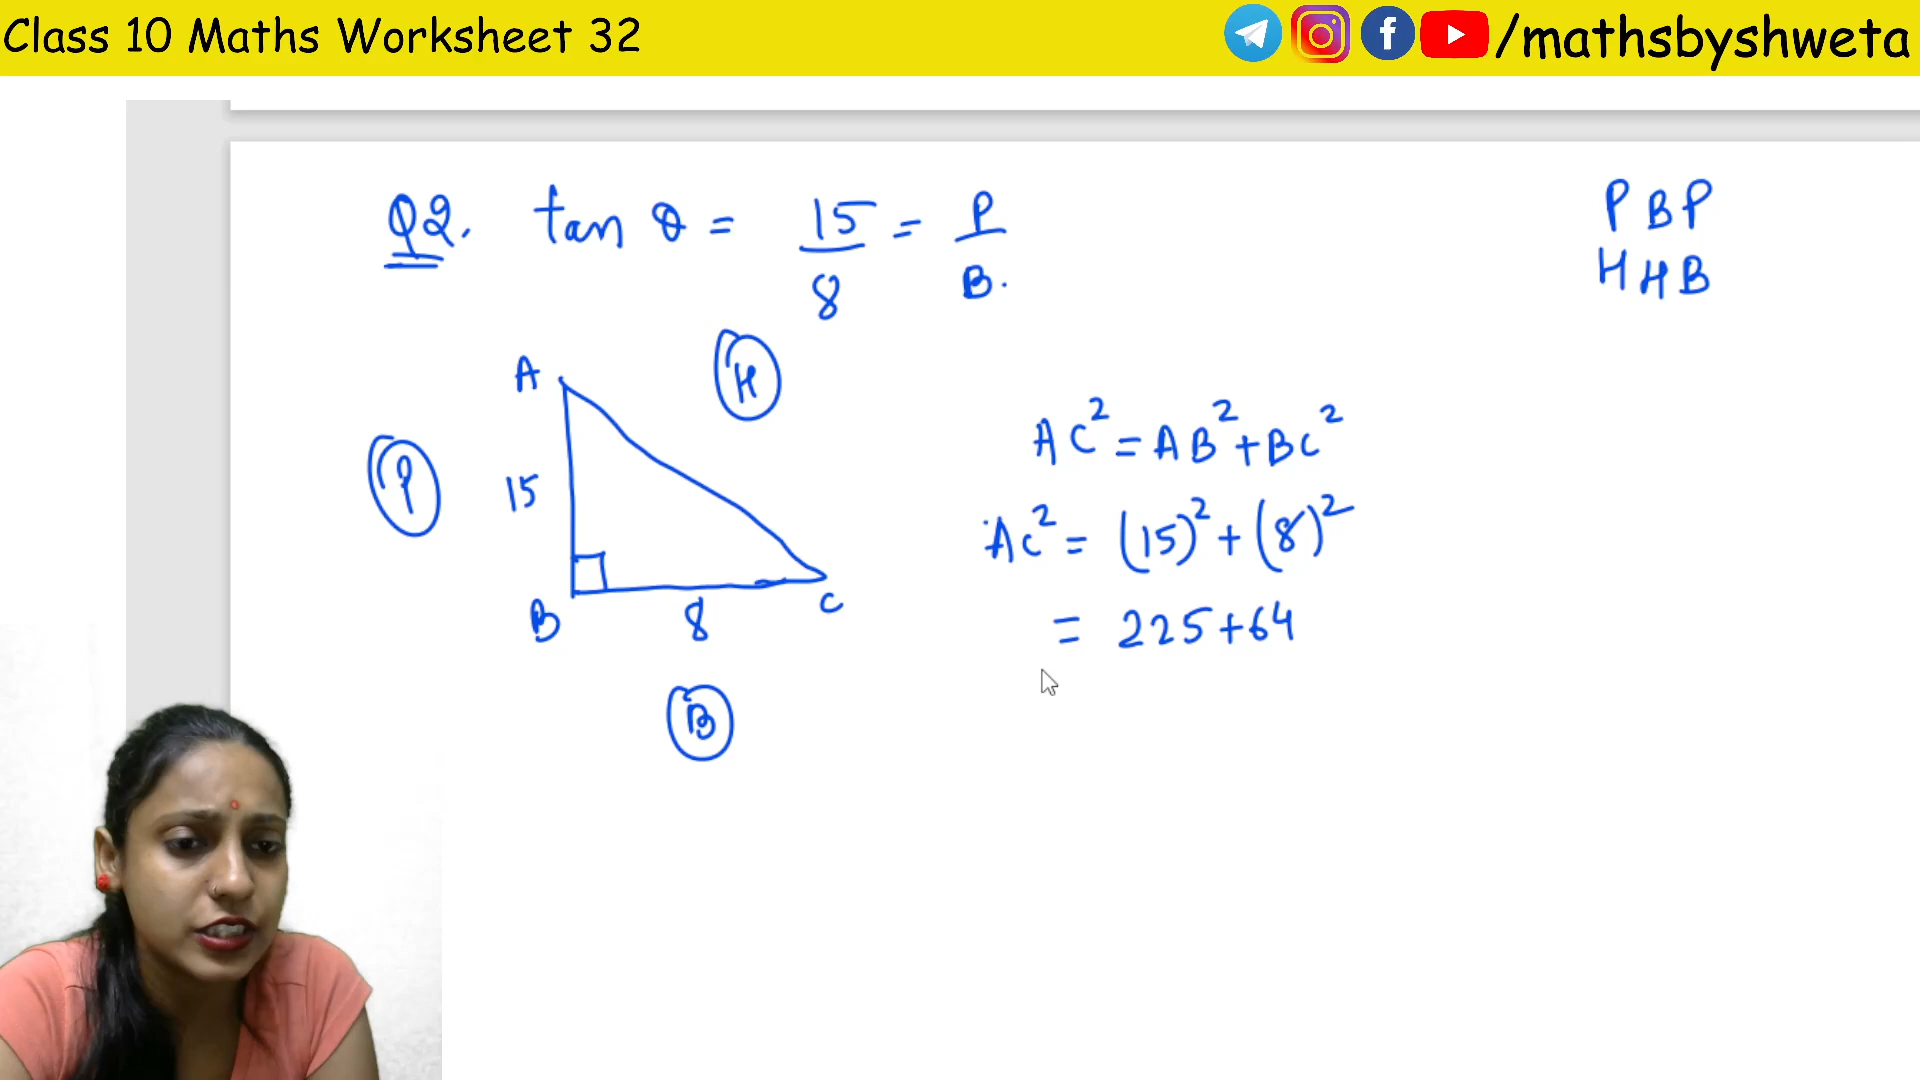 Class 10 Maths Worksheet 32
/mathsbyshweta
Q2. tan θ = 15/8 = P/B.
P B P
H H B
A
H
P
15
B
8
C
B
AC² = AB² + BC²
AC² = (15)² + (8)²
= 225 + 64